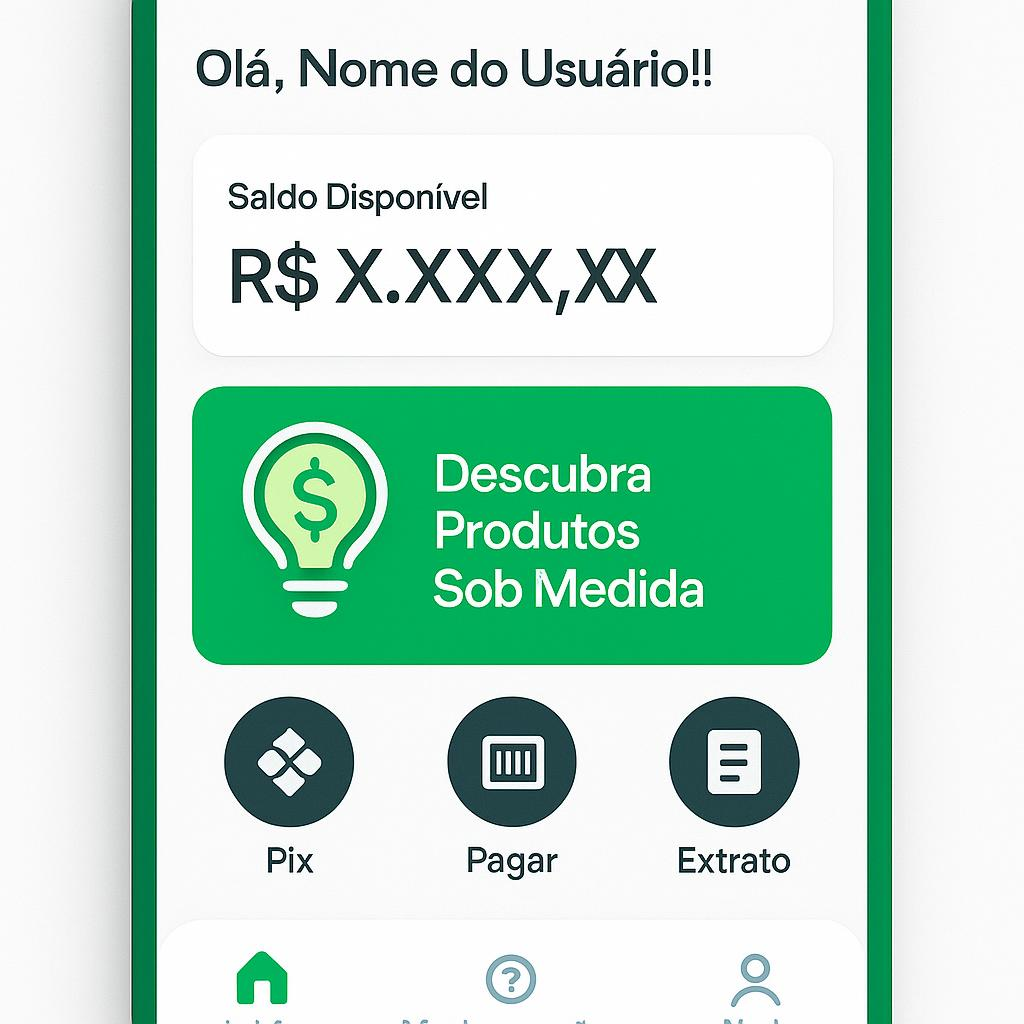 Olá, Nome do Usuário!!
Saldo Disponível
R$ X.XXX,XX
$
Descubra
Produtos
Sob Medida
Pix
Pagar
Extrato
?